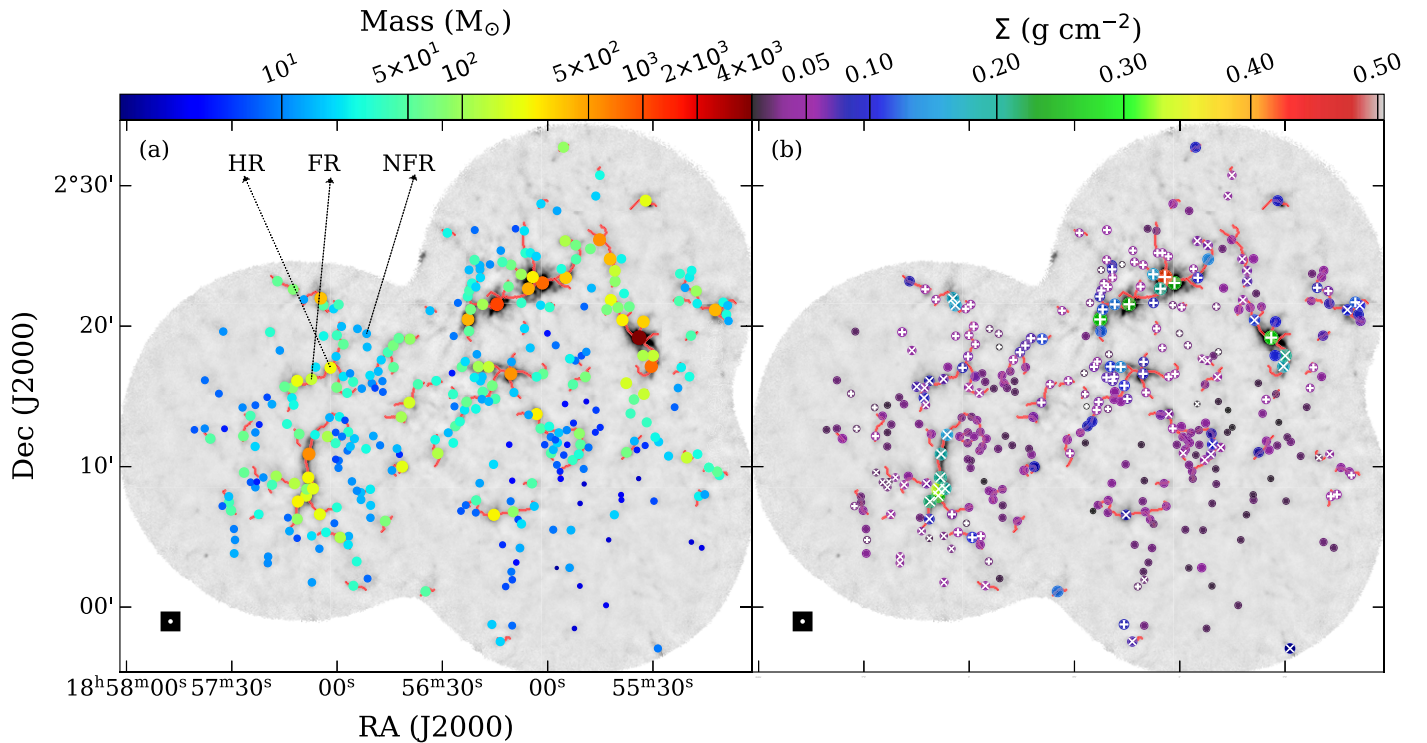 Mass (M⊙)
Σ (g cm⁻²)
10¹ 5×10¹ 10² 5×10² 10³ 2×10³ 4×10³ 0.05 0.10 0.20 0.30 0.40 0.50
(a) (b)
HR FR NFR
2°30'
20'
10'
00'
Dec (J2000)
18ʰ58ᵐ00ˢ 57ᵐ30ˢ 00ˢ 56ᵐ30ˢ 00ˢ 55ᵐ30ˢ
RA (J2000)